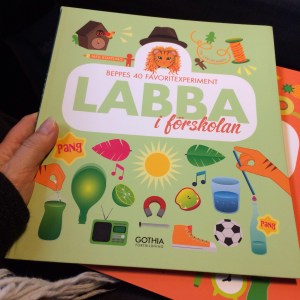 BEPPES 40 FAVORITEXPERIMENT
LABBA
i förskolan
PANG
PANG
GOTHIA